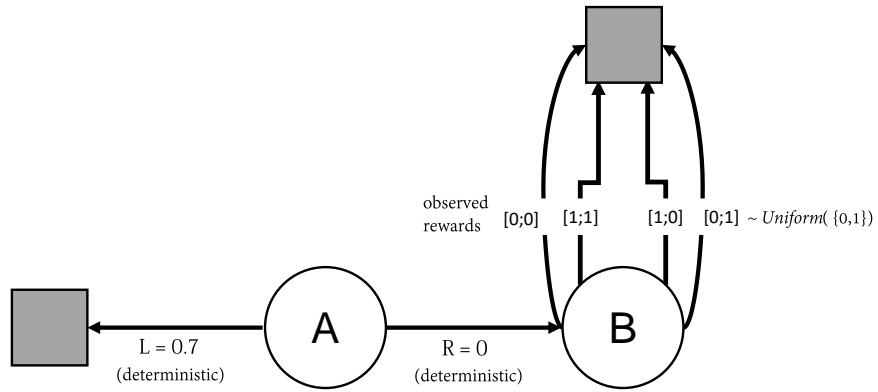 observed
rewards
[0;0] [1;1] [1;0] [0;1] ~ Uniform( {0,1})
A
B
L = 0.7
(deterministic)
R = 0
(deterministic)